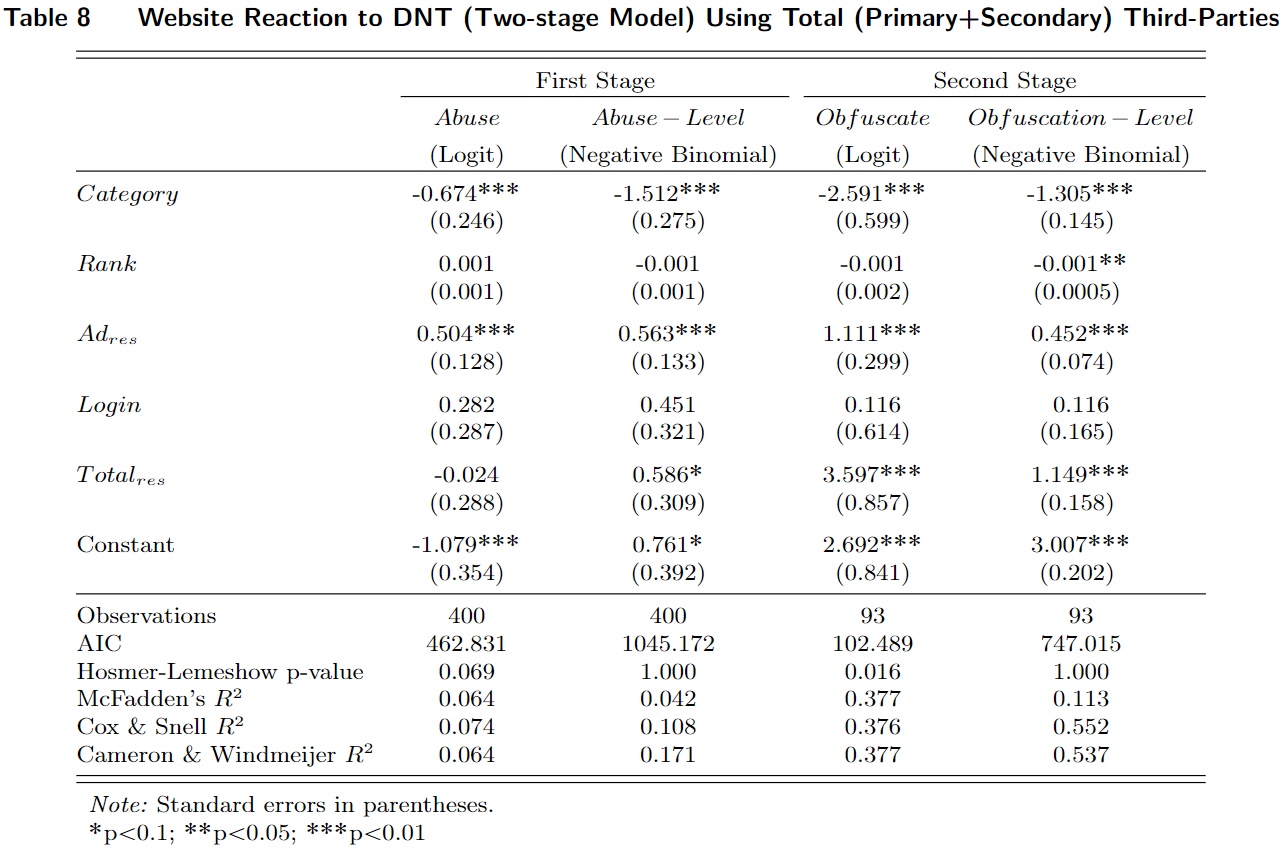 Table 8 Website Reaction to DNT (Two-stage Model) Using Total (Primary+Secondary) Third-Parties
First Stage Second Stage
Abuse Abuse − Level Obfuscate Obfuscation − Level
(Logit) (Negative Binomial) (Logit) (Negative Binomial)
Category -0.674*** -1.512*** -2.591*** -1.305***
(0.246) (0.275) (0.599) (0.145)
Rank 0.001 -0.001 -0.001 -0.001**
(0.001) (0.001) (0.002) (0.0005)
Ad_res 0.504*** 0.563*** 1.111*** 0.452***
(0.128) (0.133) (0.299) (0.074)
Login 0.282 0.451 0.116 0.116
(0.287) (0.321) (0.614) (0.165)
Total_res -0.024 0.586* 3.597*** 1.149***
(0.288) (0.309) (0.857) (0.158)
Constant -1.079*** 0.761* 2.692*** 3.007***
(0.354) (0.392) (0.841) (0.202)
Observations 400 400 93 93
AIC 462.831 1045.172 102.489 747.015
Hosmer-Lemeshow p-value 0.069 1.000 0.016 1.000
McFadden's R² 0.064 0.042 0.377 0.113
Cox & Snell R² 0.074 0.108 0.376 0.552
Cameron & Windmeijer R² 0.064 0.171 0.377 0.537
Note: Standard errors in parentheses.
*p<0.1; **p<0.05; ***p<0.01